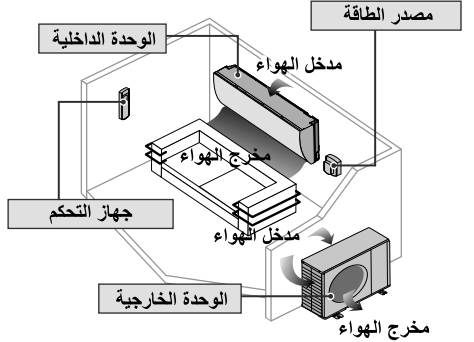 مصدر الطاقة
الوحدة الداخلية
مدخل الهواء
مخرج الهواء
جهاز التحكم
مدخل الهواء
الوحدة الخارجية
مخرج الهواء